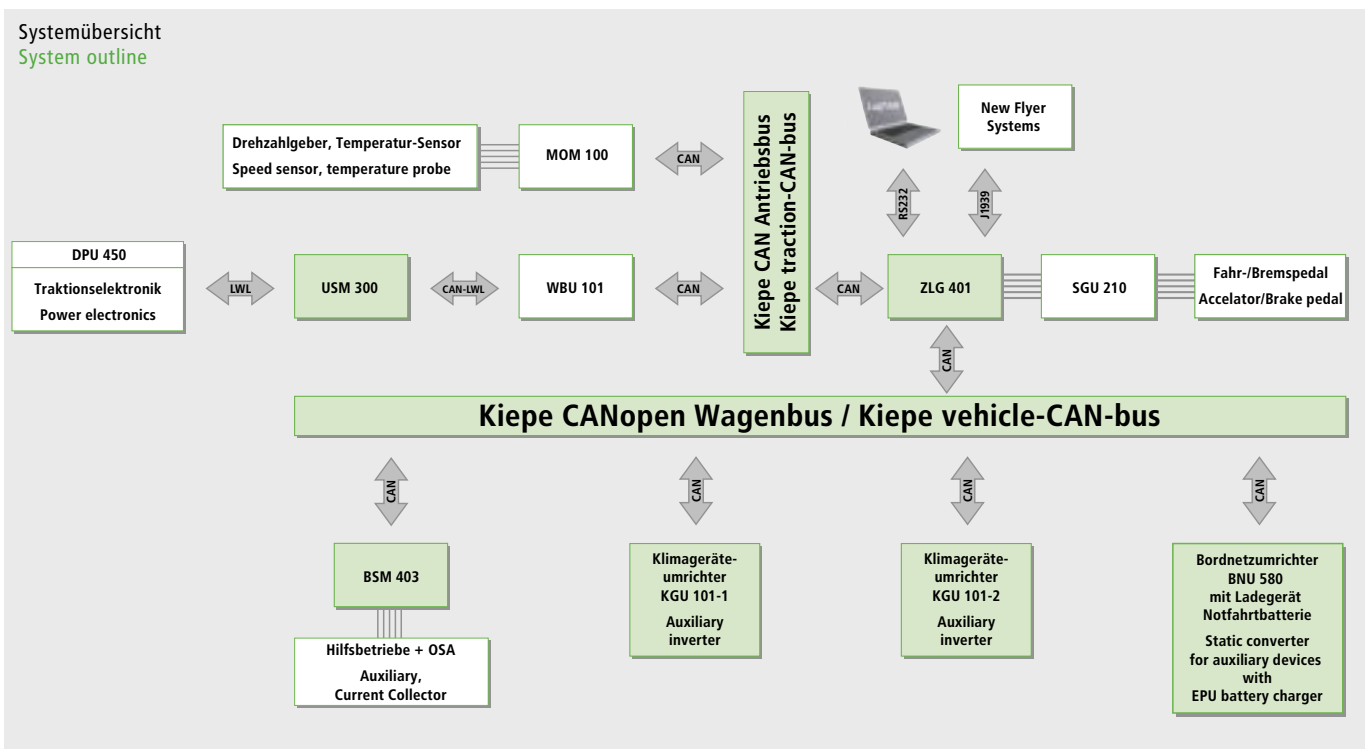 Systemübersicht
System outline
Drehzahlgeber, Temperatur-Sensor
Speed sensor, temperature probe
MOM 100
CAN
Kiepe CAN Antriebsbus
Kiepe traction-CAN-bus
New Flyer
Systems
RS232
J1939
DPU 450
Traktionselektronik
Power electronics
LWL
USM 300
CAN-LWL
WBU 101
CAN
CAN
ZLG 401
SGU 210
Fahr-/Bremspedal
Accelator/Brake pedal
CAN
Kiepe CANopen Wagenbus / Kiepe vehicle-CAN-bus
CAN
CAN
CAN
CAN
BSM 403
Hilfsbetriebe + OSA
Auxiliary,
Current Collector
Klimageräte-
umrichter
KGU 101-1
Auxiliary
inverter
Klimageräte-
umrichter
KGU 101-2
Auxiliary
inverter
Bordnetzumrichter
BNU 580
mit Ladegerät
Notfahrtbatterie
Static converter
for auxiliary devices
with
EPU battery charger